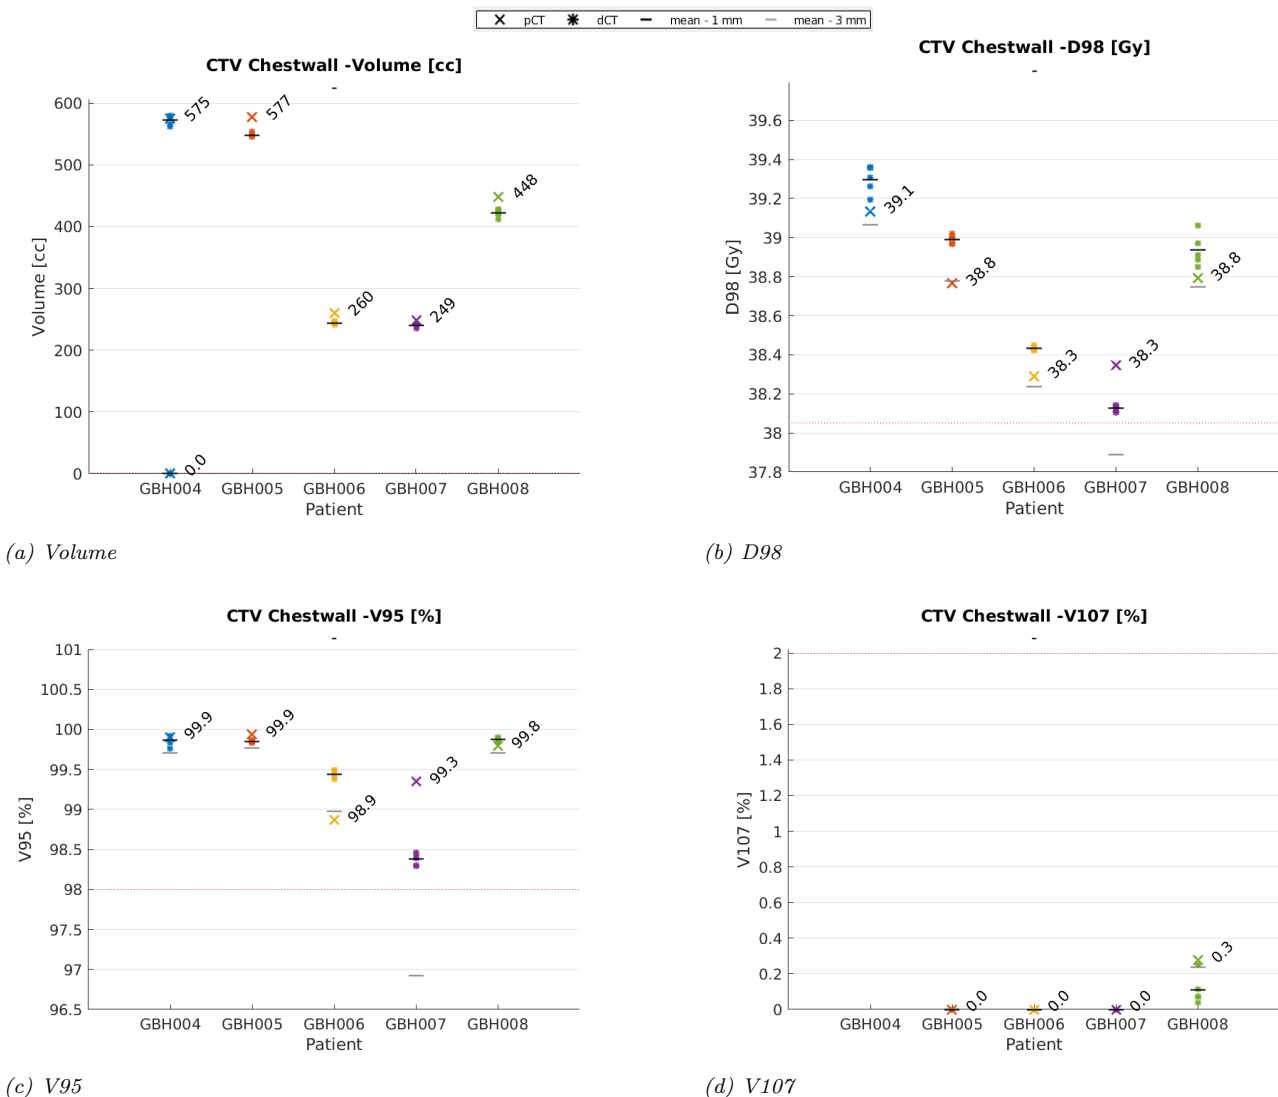 pCT dCT mean - 1 mm mean - 3 mm
CTV Chestwall -Volume [cc]
-
Volume [cc]
600
500
400
300
200
100
0
575
577
260
249
448
0.0
GBH004 GBH005 GBH006 GBH007 GBH008
Patient
(a) Volume
CTV Chestwall -D98 [Gy]
-
D98 [Gy]
39.6
39.4
39.2
39
38.8
38.6
38.4
38.2
38
37.8
39.1
38.8
38.3
38.3
38.8
GBH004 GBH005 GBH006 GBH007 GBH008
Patient
(b) D98
CTV Chestwall -V95 [%]
-
V95 [%]
101
100.5
100
99.5
99
98.5
98
97.5
97
96.5
99.9
99.9
98.9
99.3
99.8
GBH004 GBH005 GBH006 GBH007 GBH008
Patient
(c) V95
CTV Chestwall -V107 [%]
-
V107 [%]
2
1.8
1.6
1.4
1.2
1
0.8
0.6
0.4
0.2
0
0.0
0.0
0.0
0.3
GBH004 GBH005 GBH006 GBH007 GBH008
Patient
(d) V107